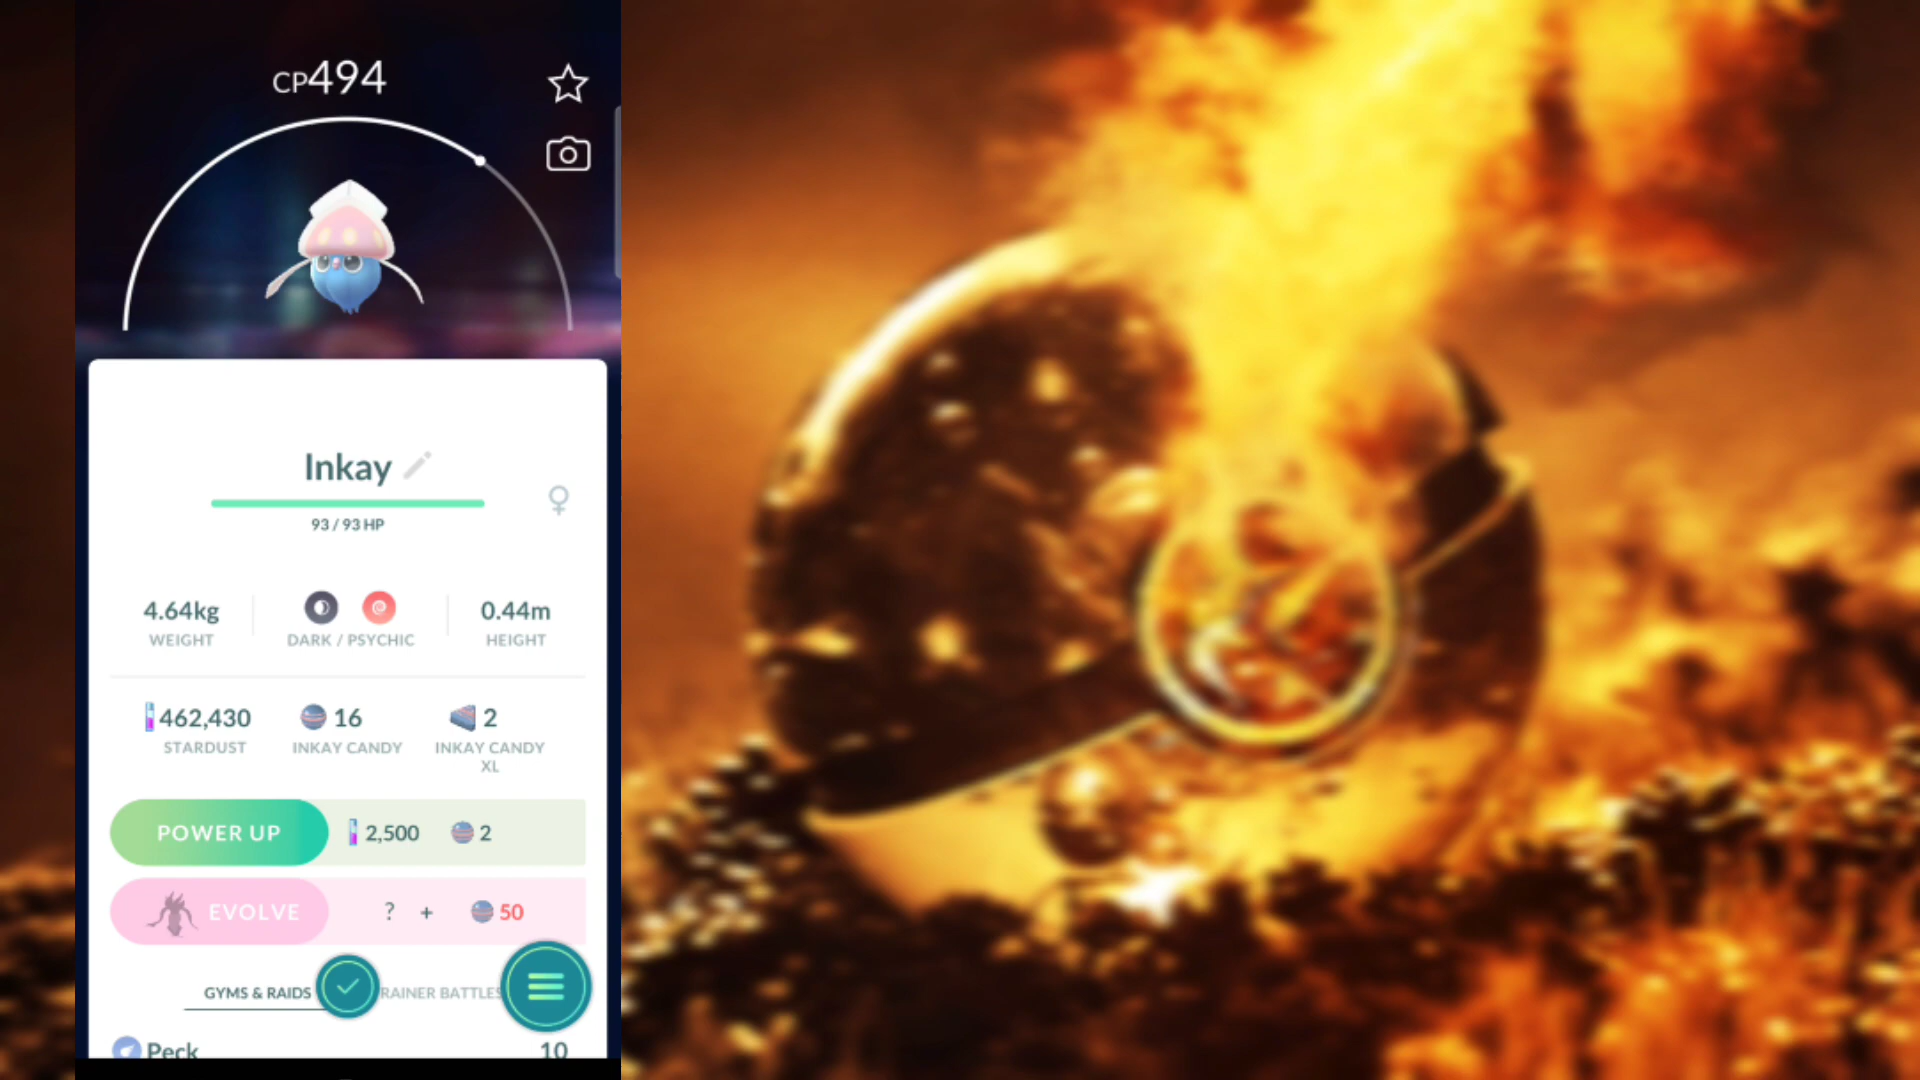 CP494
Inkay
93 / 93 HP
4.64kg
WEIGHT
DARK / PSYCHIC
0.44m
HEIGHT
462,430
STARDUST
16
INKAY CANDY
2
INKAY CANDY
XL
POWER UP 2,500 2
EVOLVE ? + 50
GYMS & RAIDS RAINER BATTLES
Peck 10